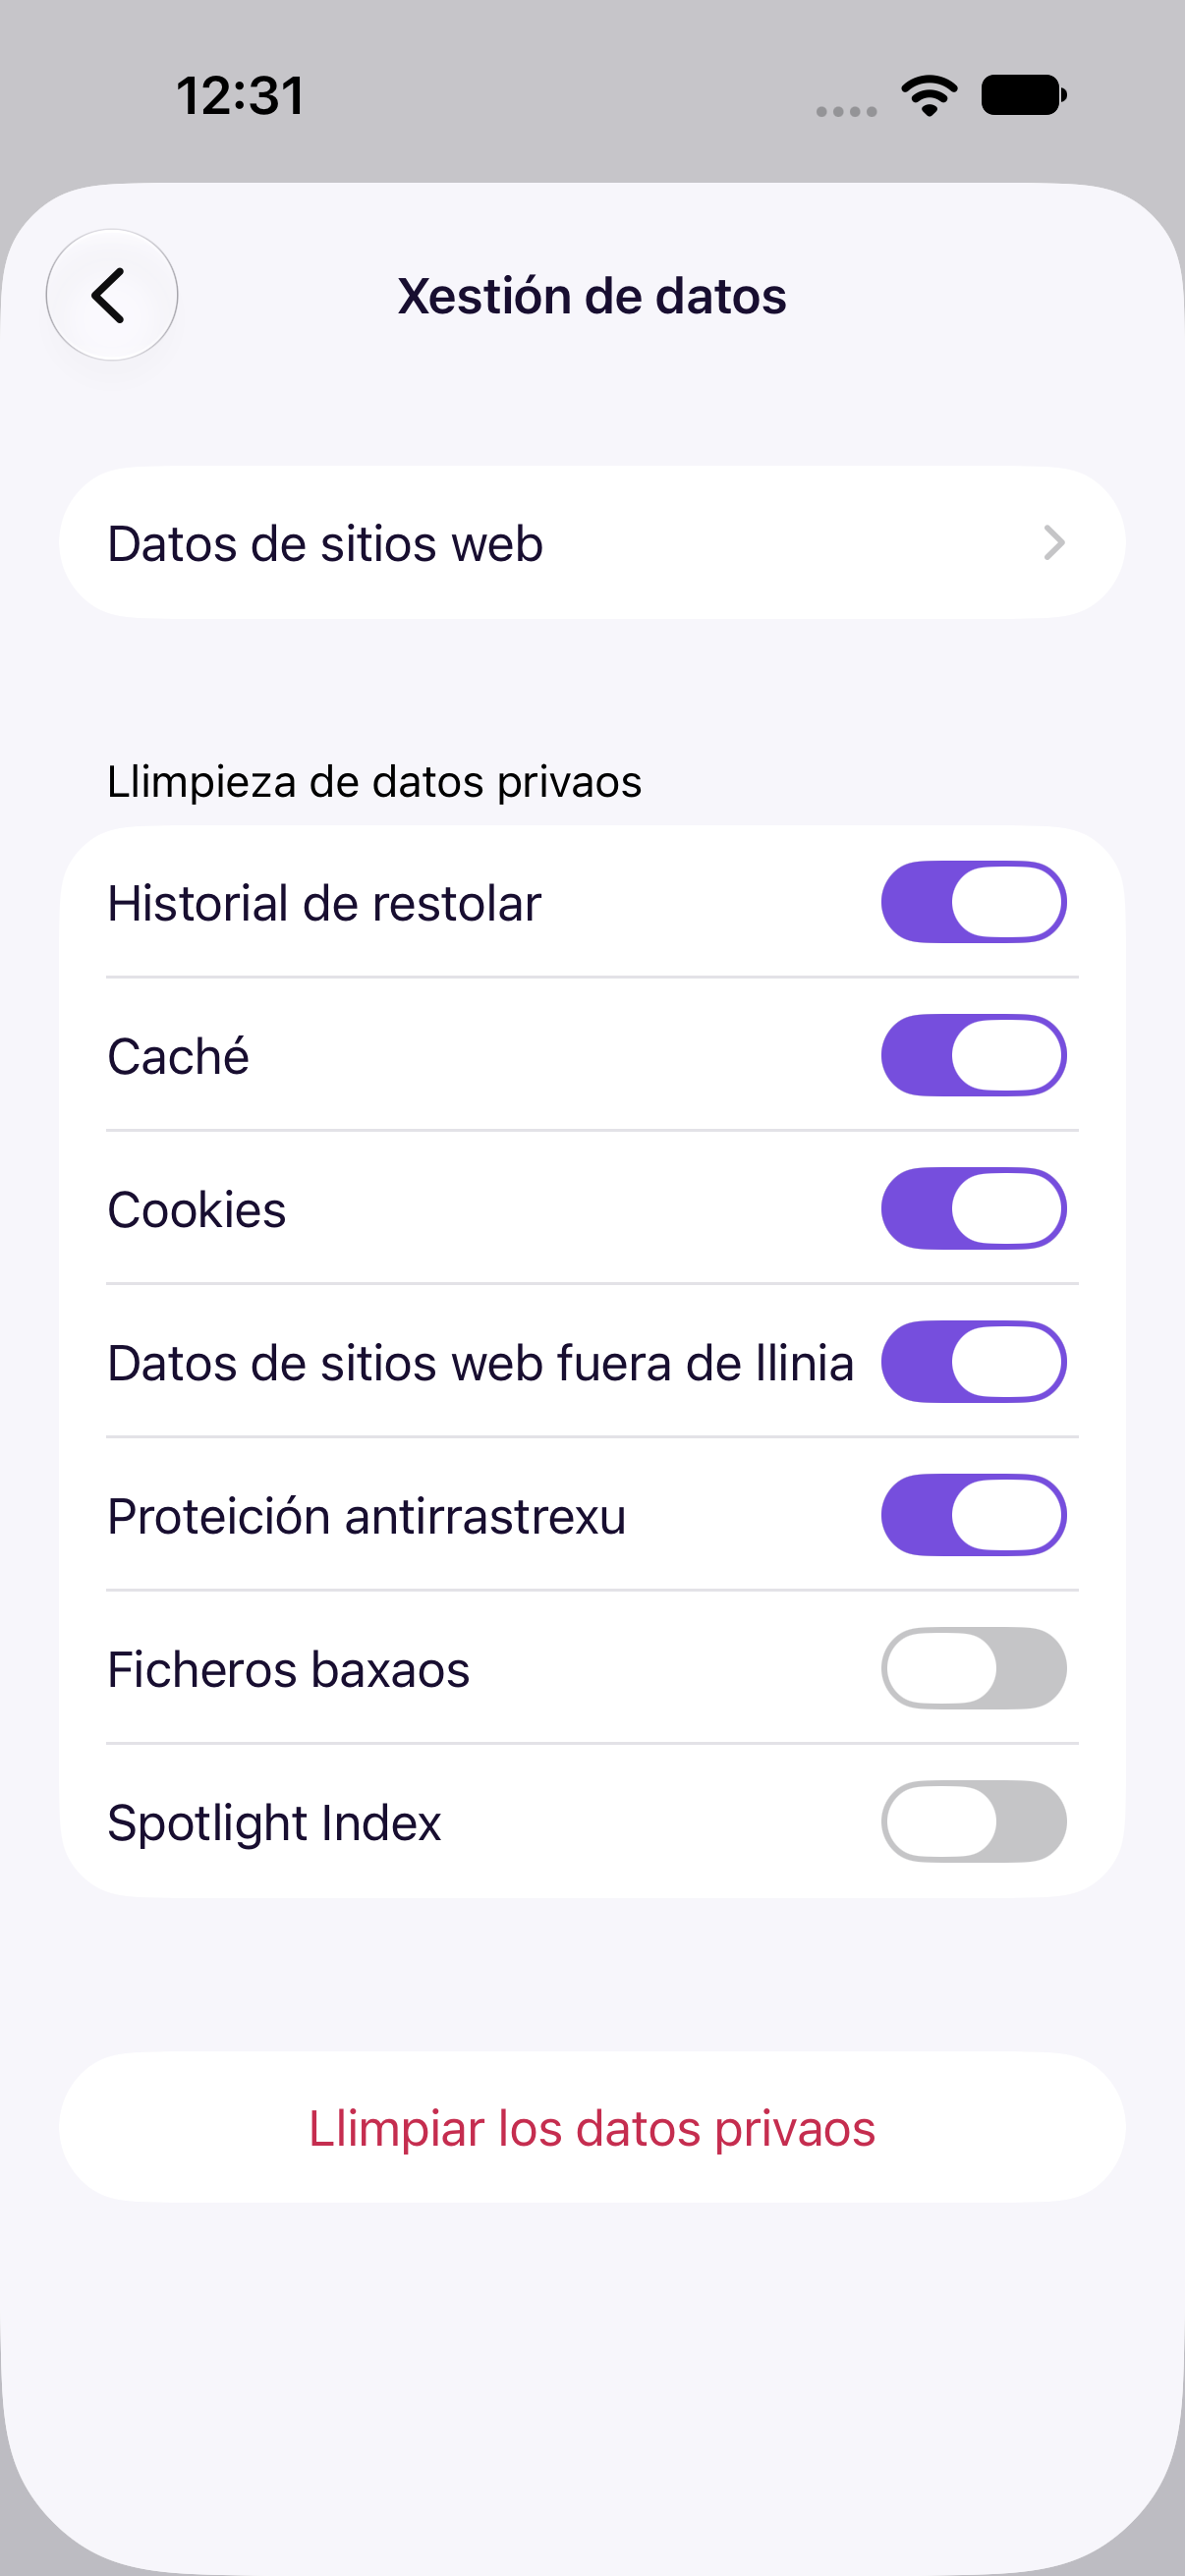 12:31
Xestión de datos
Datos de sitios web
Llimpieza de datos privaos
Historial de restolar
Caché
Cookies
Datos de sitios web fuera de llinia
Proteición antirrastrexu
Ficheros baxaos
Spotlight Index
Llimpiar los datos privaos